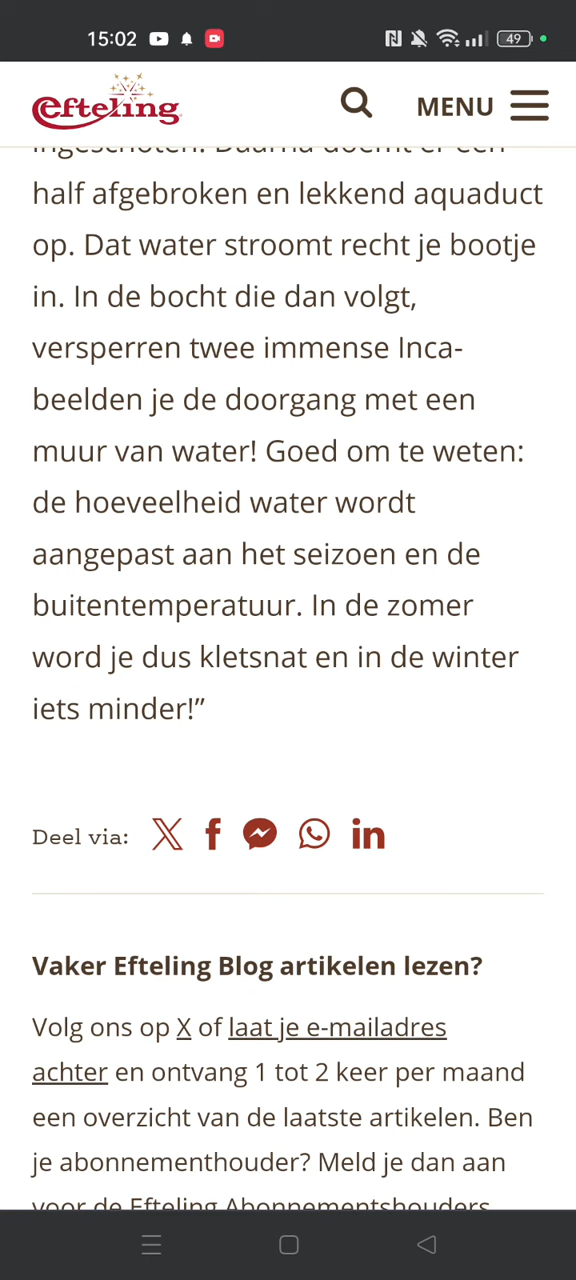 15:02
49
Efteling
MENU
half afgebroken en lekkend aquaduct
op. Dat water stroomt recht je bootje
in. In de bocht die dan volgt,
versperren twee immense Inca-
beelden je de doorgang met een
muur van water! Goed om te weten:
de hoeveelheid water wordt
aangepast aan het seizoen en de
buitentemperatuur. In de zomer
word je dus kletsnat en in de winter
iets minder!”
Deel via:
Vaker Efteling Blog artikelen lezen?
Volg ons op X of laat je e-mailadres
achter en ontvang 1 tot 2 keer per maand
een overzicht van de laatste artikelen. Ben
je abonnementhouder? Meld je dan aan
voor de Efteling Abonnementshouders